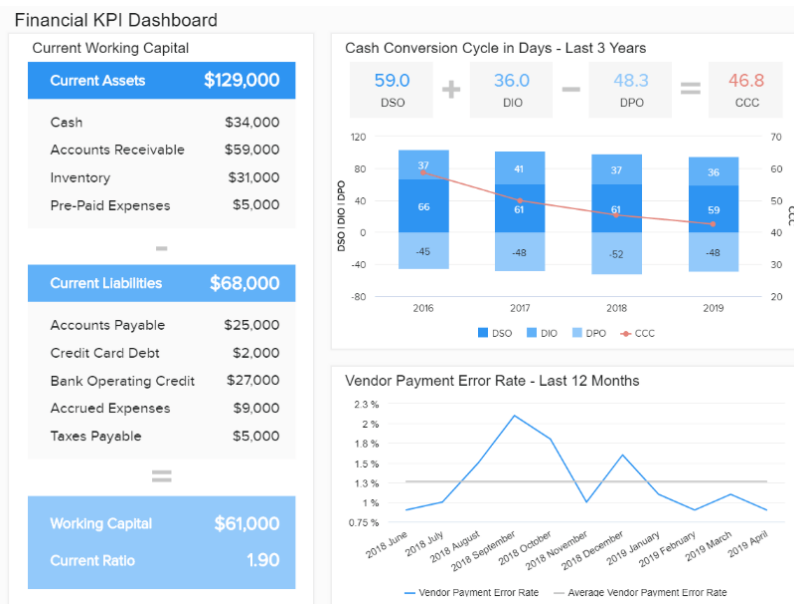 Financial KPI Dashboard
Current Working Capital
Current Assets $129,000
Cash $34,000
Accounts Receivable $59,000
Inventory $31,000
Pre-Paid Expenses $5,000
-
Current Liabilities $68,000
Accounts Payable $25,000
Credit Card Debt $2,000
Bank Operating Credit $27,000
Accrued Expenses $9,000
Taxes Payable $5,000
=
Working Capital $61,000
Current Ratio 1.90
Cash Conversion Cycle in Days - Last 3 Years
59.0 + 36.0 - 48.3 = 46.8
DSO DIO DPO CCC
DSO I DIO I DPO
120
80
40
0
-40
-80
37 41 37 36
66 61 61 59
-45 -48 -52 -48
70
60
50
40
30
20
CCC
2016 2017 2018 2019
DSO DIO DPO CCC
Vendor Payment Error Rate - Last 12 Months
2.3 %
2 %
1.8 %
1.5 %
1.3 %
1 %
0.75 %
2018 June 2018 July 2018 August 2018 September 2018 October 2018 November 2018 December 2019 January 2019 February 2019 March 2019 April
Vendor Payment Error Rate Average Vendor Payment Error Rate